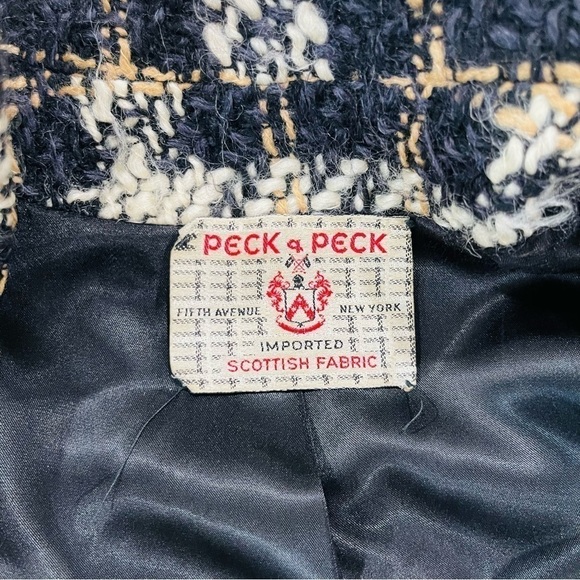 PECK & PECK
FIFTH AVENUE NEW YORK
IMPORTED
SCOTTISH FABRIC